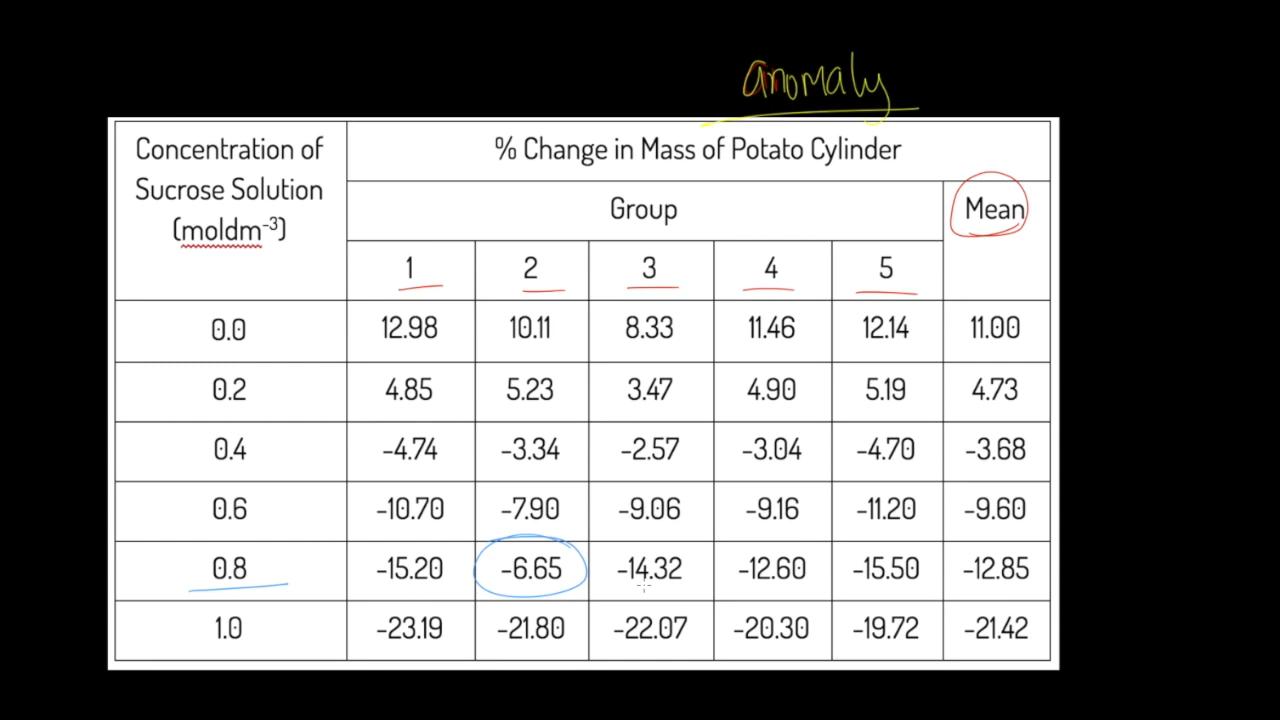 anomaly
Concentration of Sucrose Solution (moldm⁻³) | % Change in Mass of Potato Cylinder
Group | Mean
1 | 2 | 3 | 4 | 5
0.0 | 12.98 | 10.11 | 8.33 | 11.46 | 12.14 | 11.00
0.2 | 4.85 | 5.23 | 3.47 | 4.90 | 5.19 | 4.73
0.4 | -4.74 | -3.34 | -2.57 | -3.04 | -4.70 | -3.68
0.6 | -10.70 | -7.90 | -9.06 | -9.16 | -11.20 | -9.60
0.8 | -15.20 | -6.65 | -14.32 | -12.60 | -15.50 | -12.85
1.0 | -23.19 | -21.80 | -22.07 | -20.30 | -19.72 | -21.42